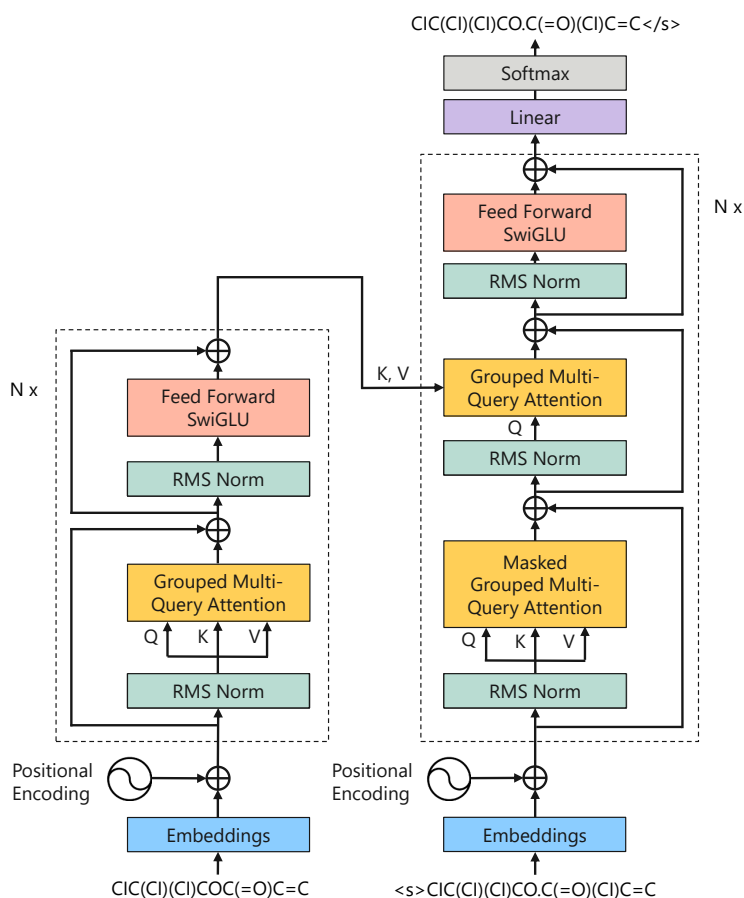 ClC(Cl)(Cl)CO.C(=O)(Cl)C=C</s>
Softmax
Linear
N x
Feed Forward
SwiGLU
RMS Norm
K, V
Grouped Multi-
Query Attention
Q
RMS Norm
Masked
Grouped Multi-
Query Attention
Q
K
V
RMS Norm
Positional
Encoding
Embeddings
<s>ClC(Cl)(Cl)CO.C(=O)(Cl)C=C
N x
Feed Forward
SwiGLU
RMS Norm
Grouped Multi-
Query Attention
Q
K
V
RMS Norm
Positional
Encoding
Embeddings
ClC(Cl)(Cl)COC(=O)C=C